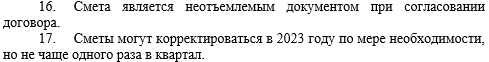 16. Смета является неотъемлемым документом при согласовании
договора.
17. Сметы могут корректироваться в 2023 году по мере необходимости,
но не чаще одного раза в квартал.